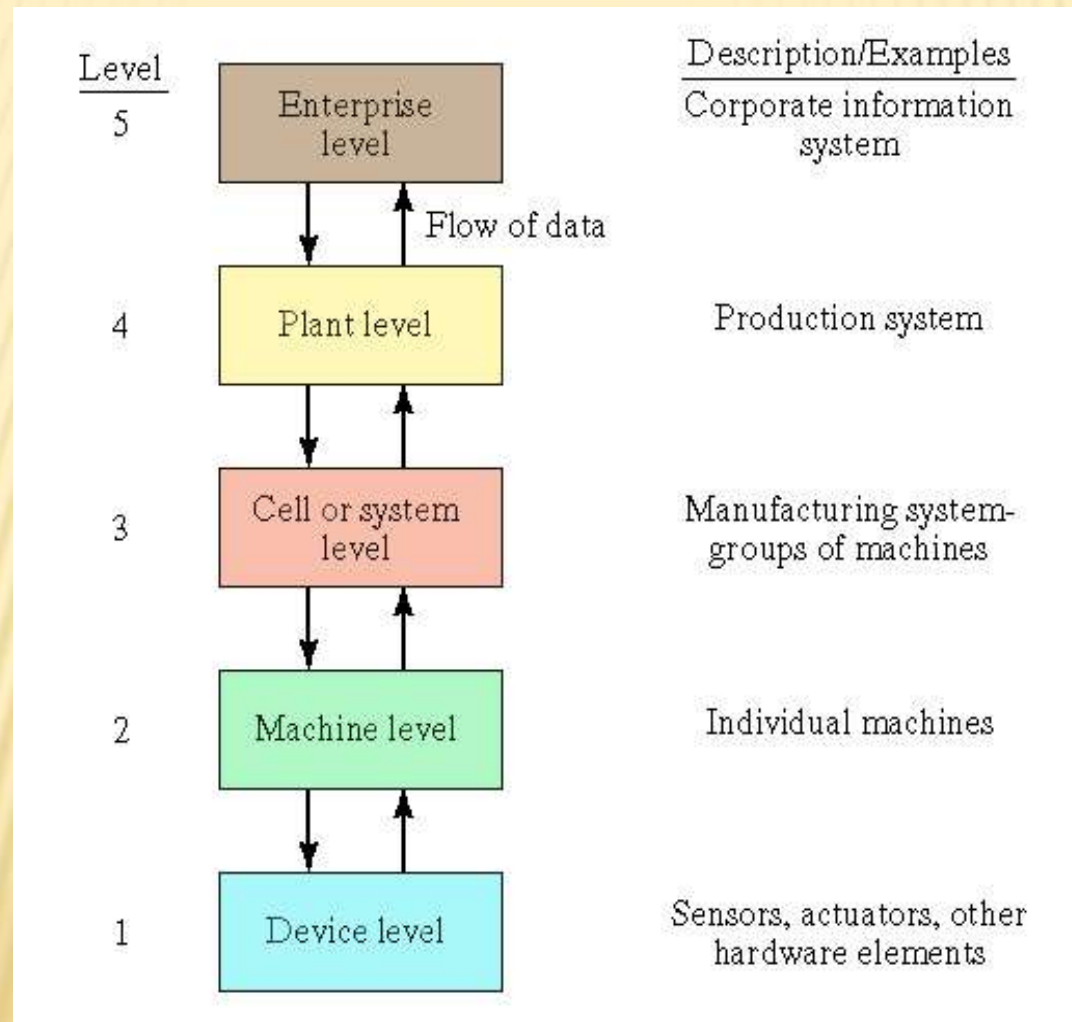 Level
Description/Examples
5
Enterprise
level
Corporate information
system
Flow of data
4
Plant level
Production system
3
Cell or system
level
Manufacturing system-
groups of machines
2
Machine level
Individual machines
1
Device level
Sensors, actuators, other
hardware elements